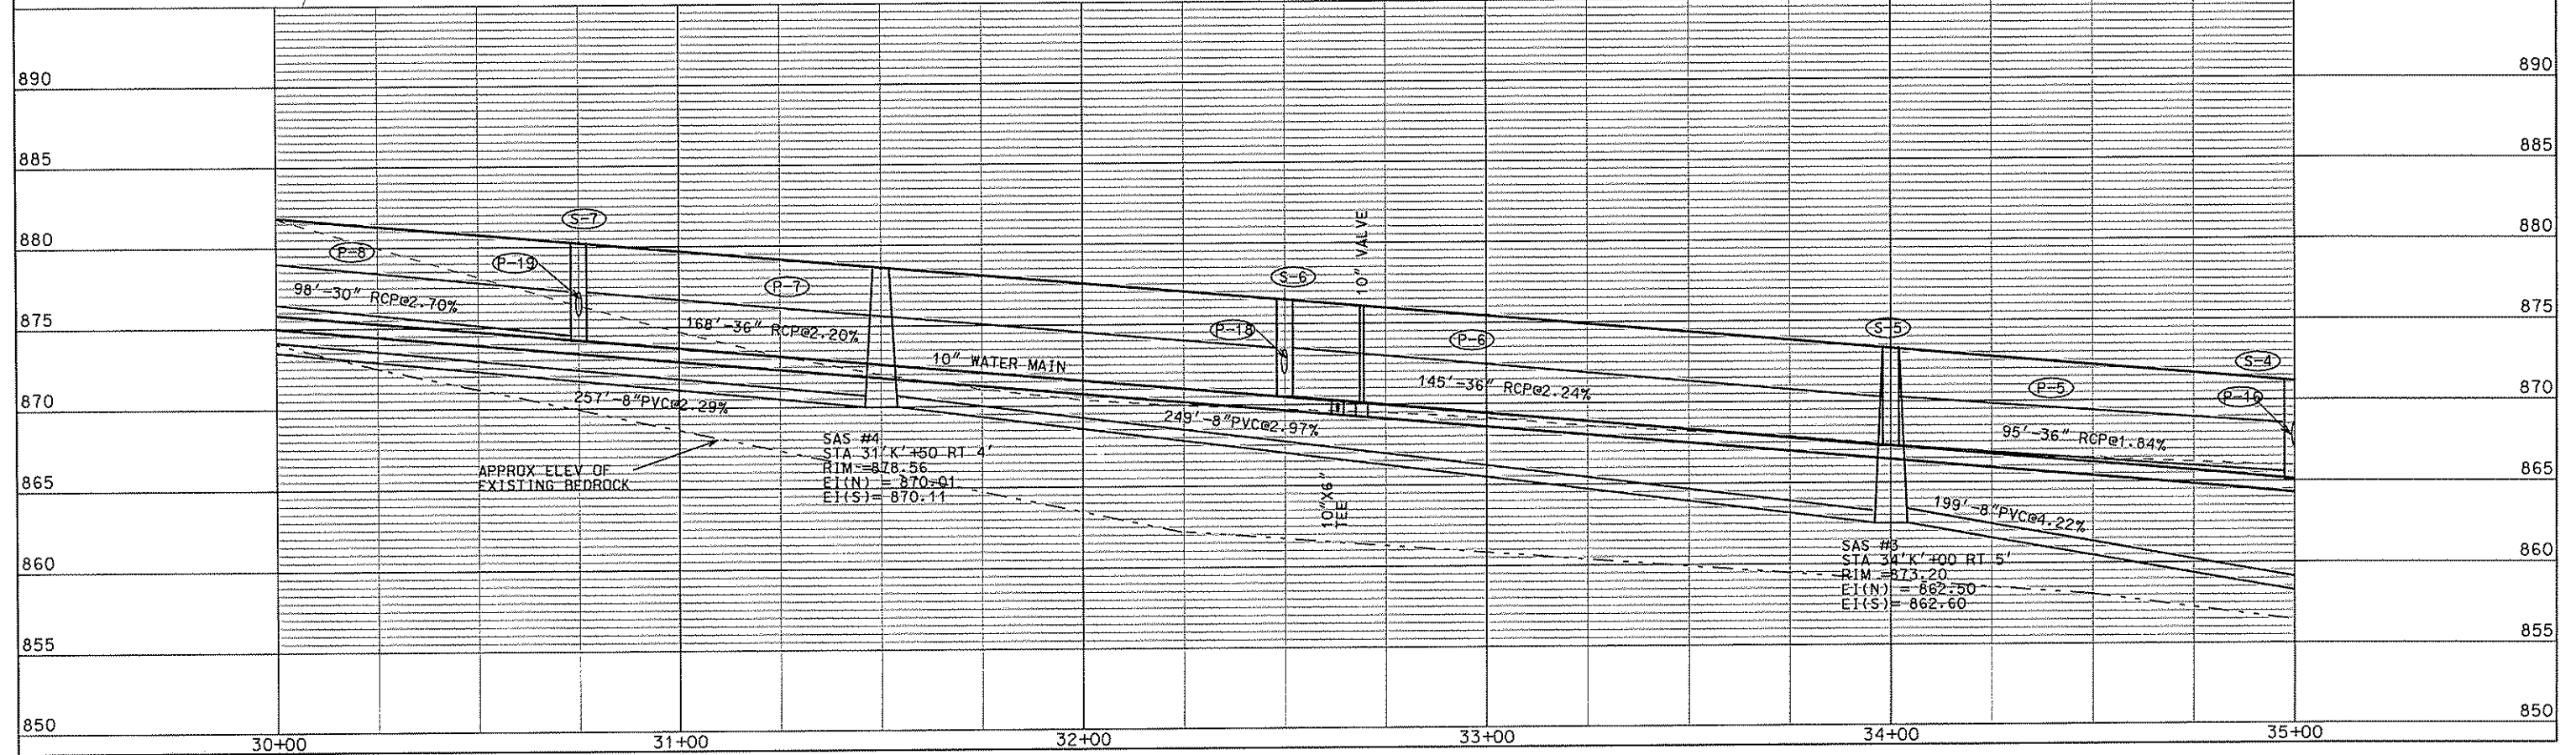 890
890
885
885
880
880
875
875
870
870
865
865
860
860
855
855
850
850
S-7
P-8
P-19
P-7
98'-30" RCP@2.70%
168'-36" RCP@2.20%
10" WATER MAIN
257'-8"PVC@2.29%
APPROX ELEV OF
EXISTING BEDROCK
SAS #4
STA 31'K'+50 RT 4'
RIM =878.56
EI(N) = 870.01
EI(S)= 870.11
S-6
P-18
10" VALVE
P-6
145'-36" RCP@2.24%
249'-8"PVC@2.97%
10"X6"
TEE
S-5
S-4
P-5
P-16
95'-36" RCP@1.84%
199'-8"PVC@4.22%
SAS #3
STA 34'K'+00 RT 5'
RIM =873.20
EI(N) = 862.50
EI(S)= 862.60
30+00
31+00
32+00
33+00
34+00
35+00